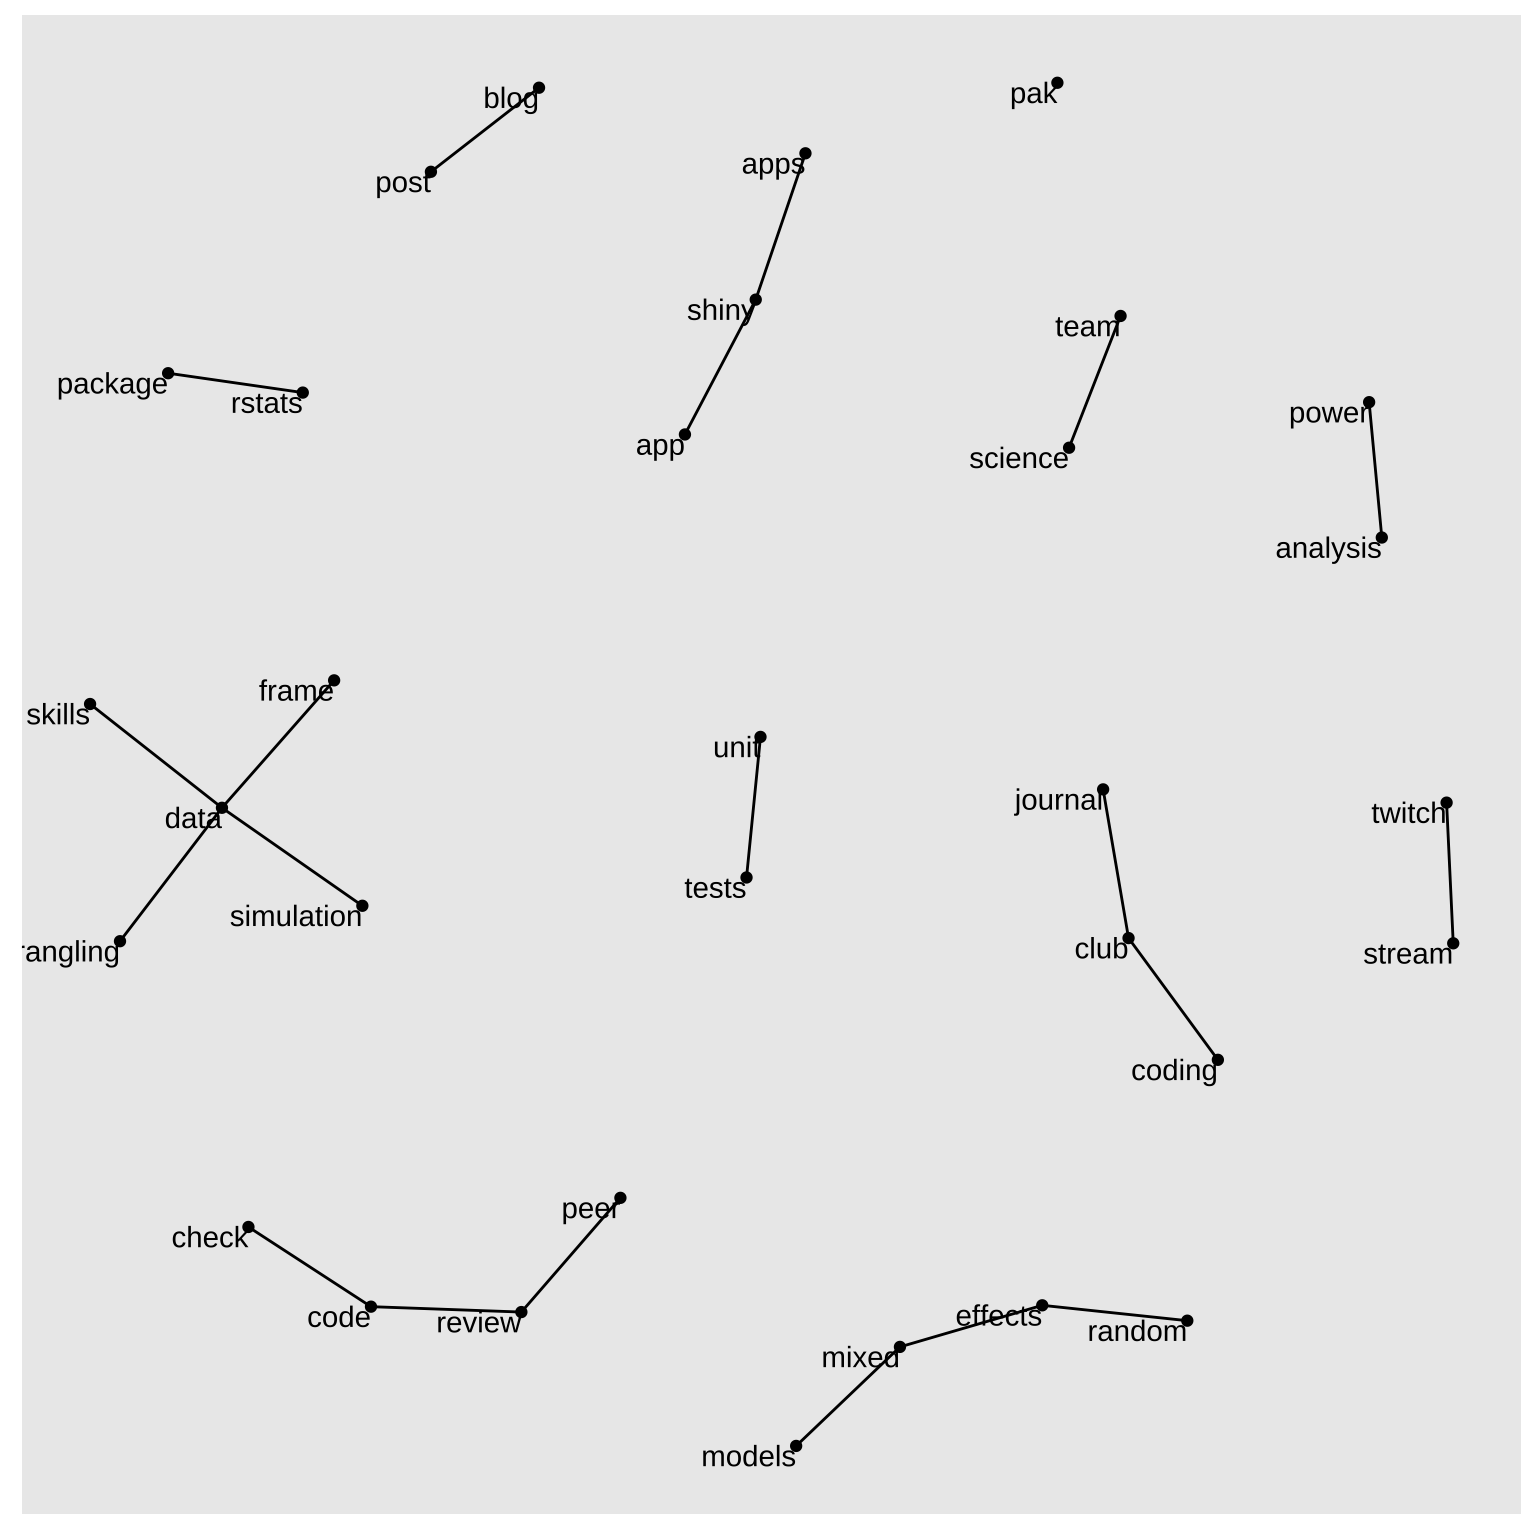 blog
pak
apps
post
shiny
team
package
rstats
power
app
science
analysis
frame
skills
unit
journal
twitch
data
tests
simulation
club
rangling
stream
coding
peer
check
code
review
effects
random
mixed
models